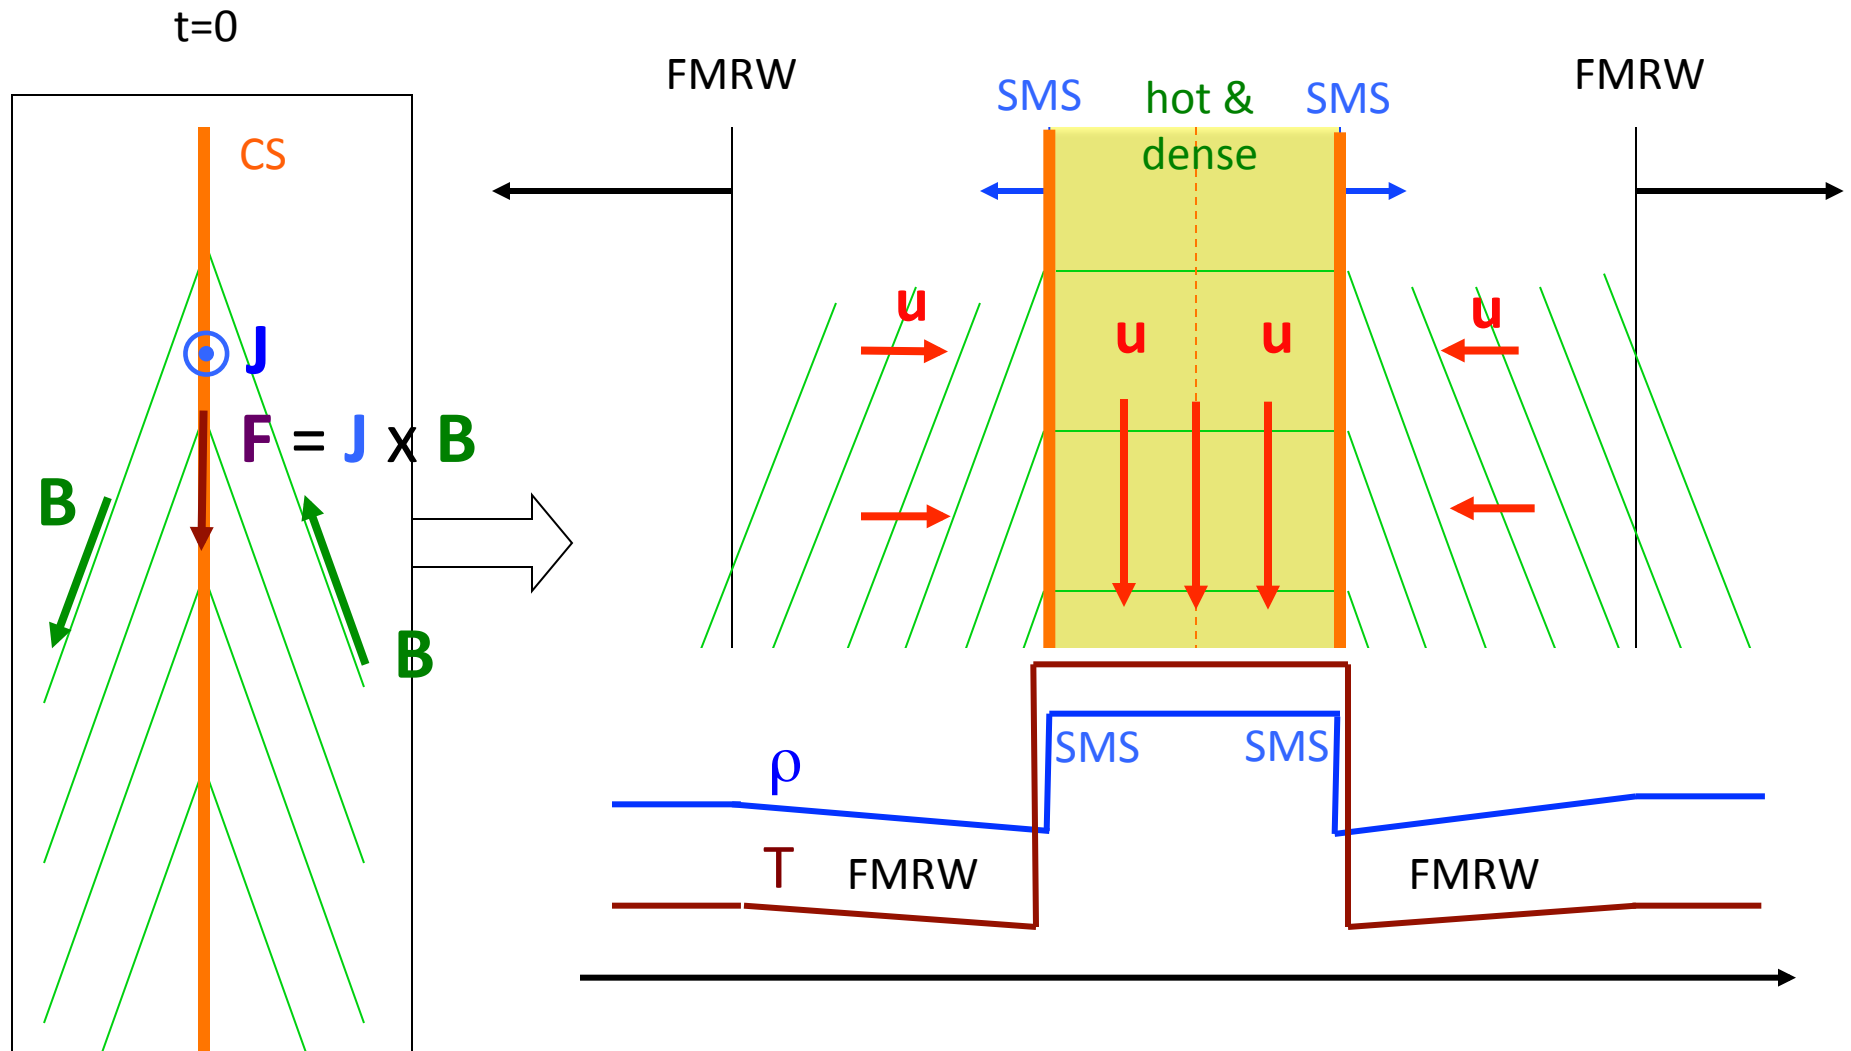 t=0
FMRW
SMS
hot &
dense
SMS
FMRW
CS
u
u
u
u
J
F = J x B
B
B
ρ
SMS
SMS
T
FMRW
FMRW